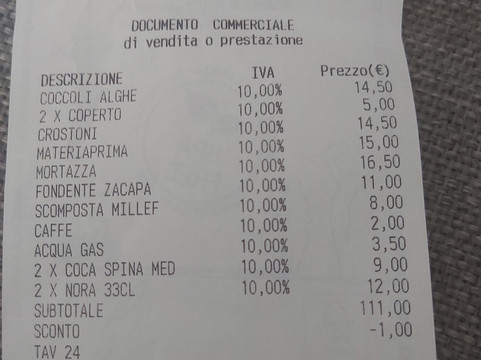 DOCUMENTO COMMERCIALE
di vendita o prestazione
DESCRIZIONE IVA Prezzo(€)
COCCOLI ALGHE 10,00% 14,50
2 X COPERTO 10,00% 5,00
CROSTONI 10,00% 14,50
MATERIAPRIMA 10,00% 15,00
MORTAZZA 10,00% 16,50
FONDENTE ZACAPA 10,00% 11,00
SCOMPOSTA MILLEF 10,00% 8,00
CAFFE 10,00% 2,00
ACQUA GAS 10,00% 3,50
2 X COCA SPINA MED 10,00% 9,00
2 X NORA 33CL 10,00% 12,00
SUBTOTALE 111,00
SCONTO -1,00
TAV 24